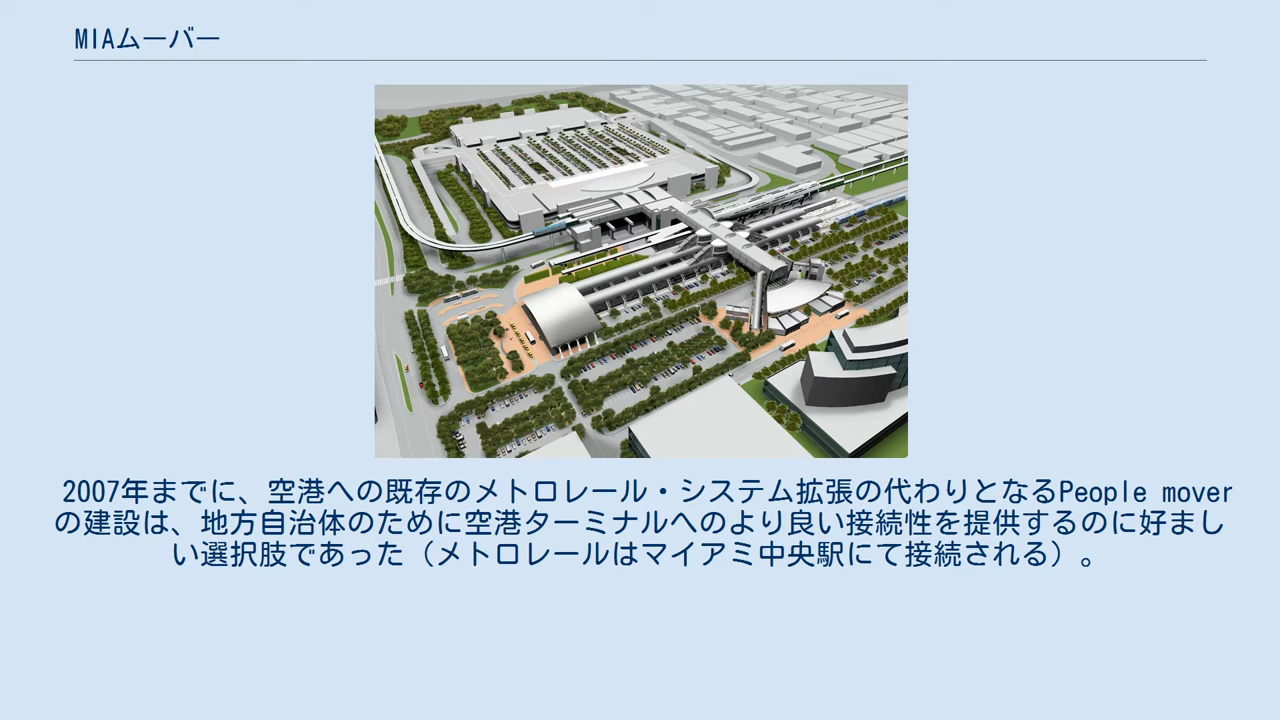 MIAムーバー
2007年までに、空港への既存のメトロレール・システム拡張の代わりとなるPeople mover
の建設は、地方自治体のために空港ターミナルへのより良い接続性を提供するのに好まし
い選択肢であった（メトロレールはマイアミ中央駅にて接続される）。